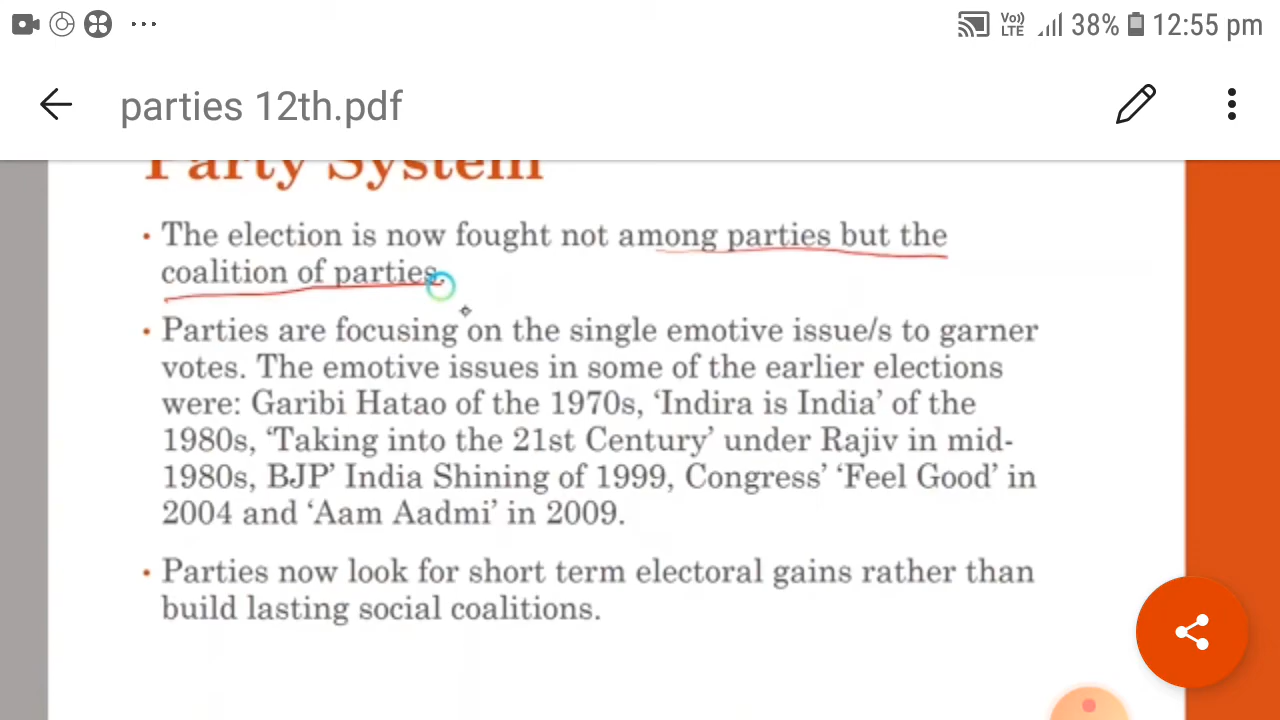 Vo)) LTE 38% 12:55 pm
parties 12th.pdf
Party System
• The election is now fought not among parties but the
coalition of parties.
• Parties are focusing on the single emotive issue/s to garner
votes. The emotive issues in some of the earlier elections
were: Garibi Hatao of the 1970s, ‘Indira is India’ of the
1980s, ‘Taking into the 21st Century’ under Rajiv in mid-
1980s, BJP’ India Shining of 1999, Congress’ ‘Feel Good’ in
2004 and ‘Aam Aadmi’ in 2009.
• Parties now look for short term electoral gains rather than
build lasting social coalitions.